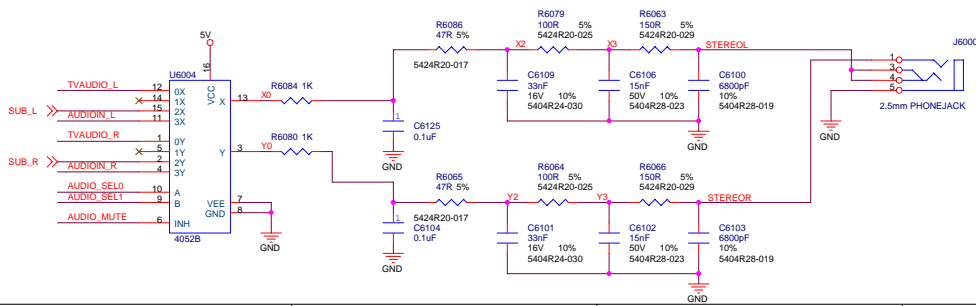 R6086
47R 5%
5424R20-017
X2
R6079
100R 5%
5424R20-025
X3
R6063
150R 5%
5424R20-029
STEREOL
J6000
1
3
4
5
2.5mm PHONEJACK
GND
5V
U6004
16
VCC
TVAUDIO_L
12
0X
14
1X
SUB_L
15
2X
AUDIOIN_L
11
3X
TVAUDIO_R
1
0Y
5
1Y
SUB_R
2
2Y
AUDIOIN_R
4
3Y
AUDIO_SEL0
10
A
AUDIO_SEL1
9
B
AUDIO_MUTE
6
INH
X
13
X0
R6084 1K
Y
3
Y0
R6080 1K
VEE
7
GND
8
GND
4052B
1
C6125
0.1uF
GND
C6109
33nF
16V 10%
5404R24-030
C6106
15nF
50V 10%
5404R28-023
C6100
6800pF
10%
5404R28-019
GND
R6065
47R 5%
5424R20-017
1
C6104
0.1uF
GND
Y2
R6064
100R 5%
5424R20-025
Y3
R6066
150R 5%
5424R20-029
STEREOR
C6101
33nF
16V 10%
5404R24-030
C6102
15nF
50V 10%
5404R28-023
C6103
6800pF
10%
5404R28-019
GND